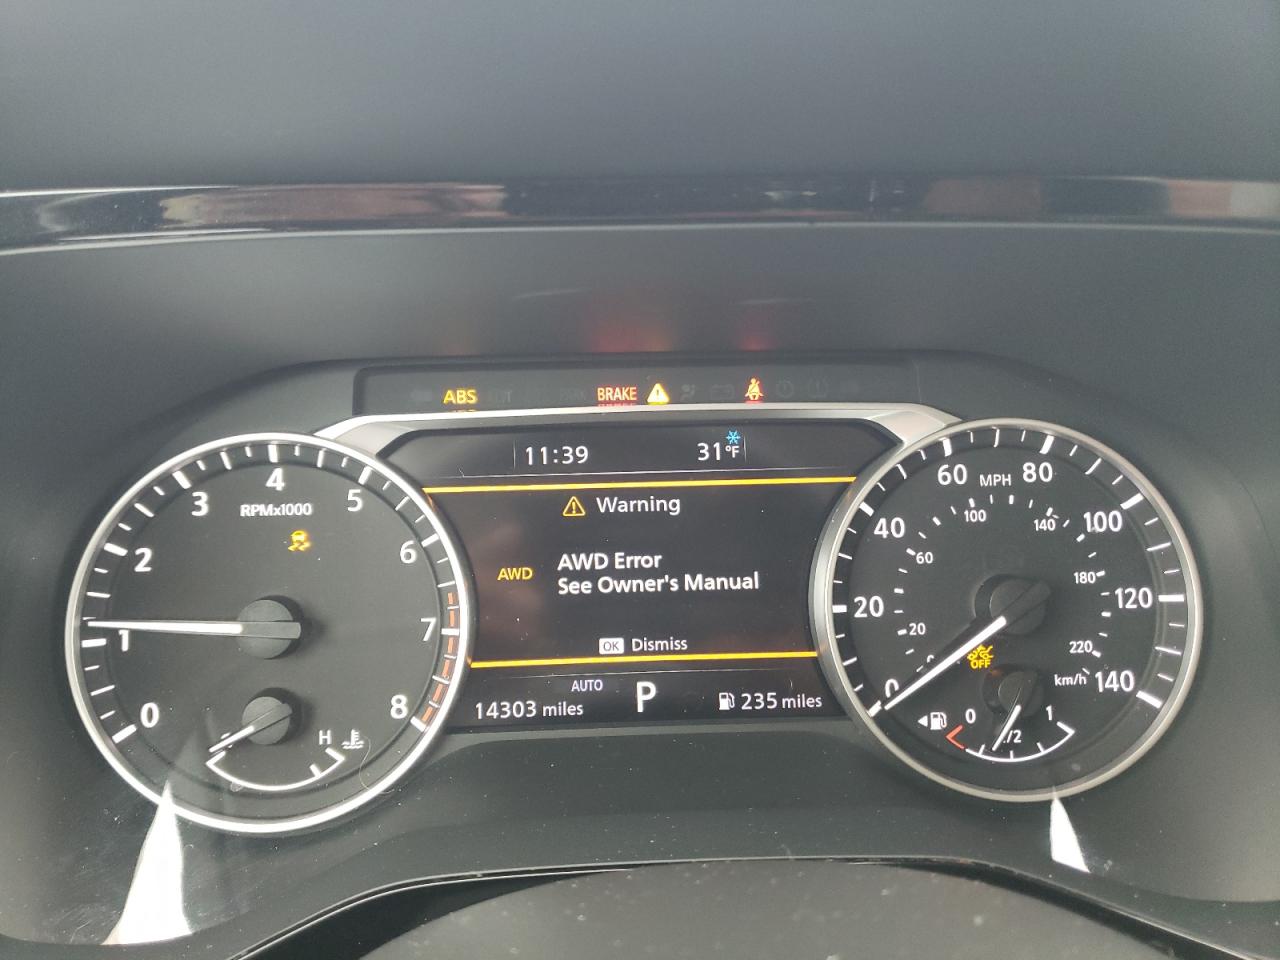 ABS
BRAKE
11:39
31°F
Warning
AWD
AWD Error
See Owner's Manual
OK Dismiss
AUTO
14303 miles
P
235 miles
RPMx1000
0
1
2
3
4
5
6
7
8
H
MPH
0
20
40
60
80
100
120
140
0
20
60
100
140
180
220
km/h
OFF
0
1